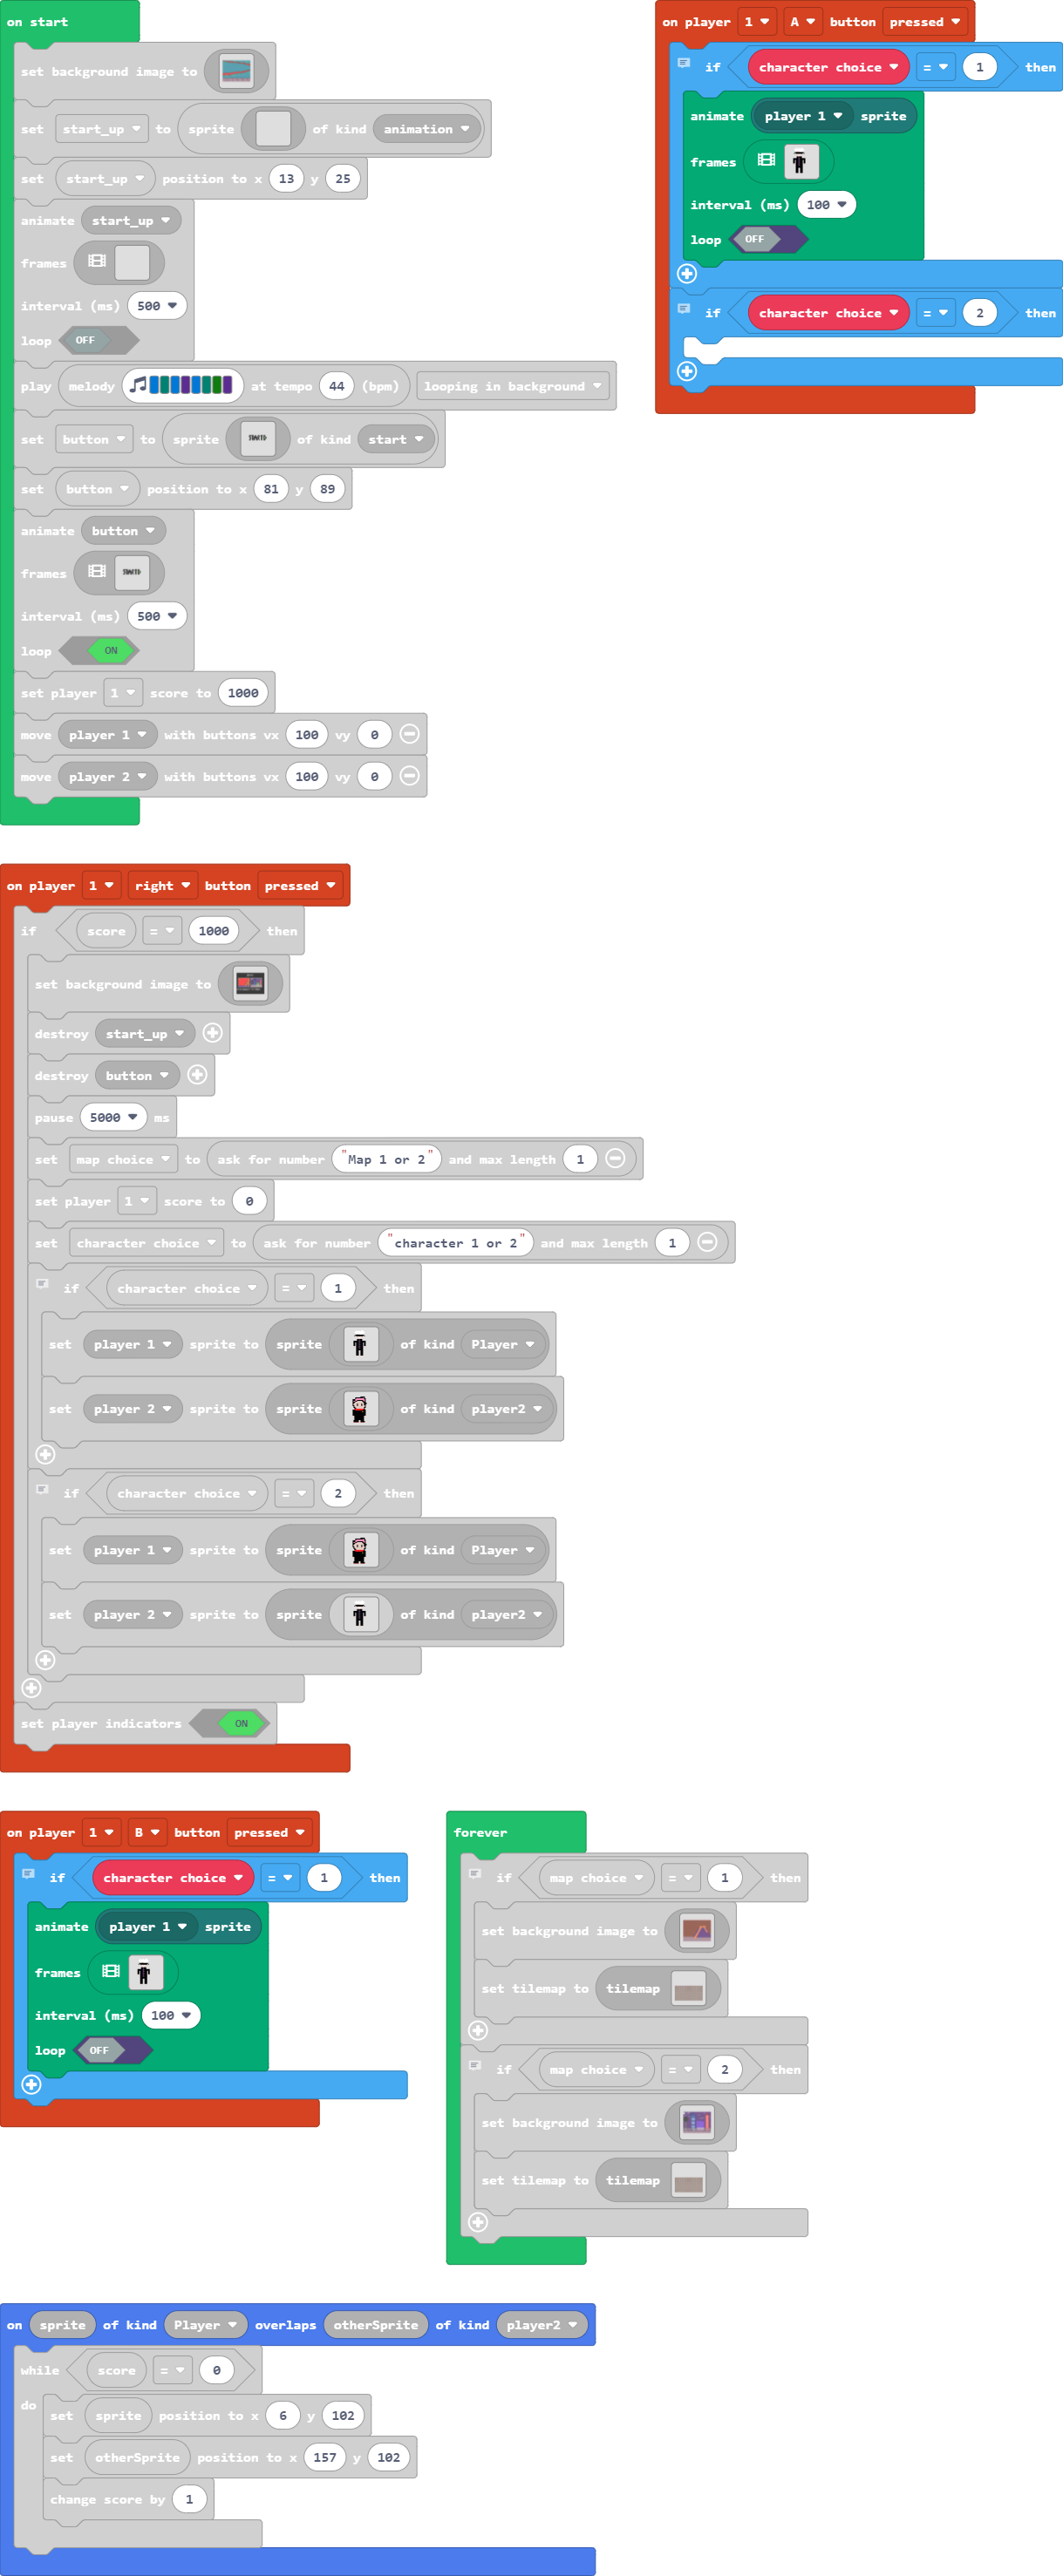 on start
set background image to
set start_up to sprite of kind animation
set start_up position to x 13 y 25
animate start_up
frames
interval (ms) 500
loop OFF
play melody at tempo 44 (bpm) looping in background
set button to sprite of kind start
set button position to x 81 y 89
animate button
frames
interval (ms) 500
loop ON
set player 1 score to 1000
move player 1 with buttons vx 100 vy 0
move player 2 with buttons vx 100 vy 0
on player 1 A button pressed
if character choice = 1 then
animate player 1 sprite
frames
interval (ms) 100
loop OFF
if character choice = 2 then
on player 1 right button pressed
if score = 1000 then
set background image to
destroy start_up
destroy button
pause 5000 ms
set map choice to ask for number "Map 1 or 2" and max length 1
set player 1 score to 0
set character choice to ask for number "character 1 or 2" and max length 1
if character choice = 1 then
set player 1 sprite to sprite of kind Player
set player 2 sprite to sprite of kind player2
if character choice = 2 then
set player 1 sprite to sprite of kind Player
set player 2 sprite to sprite of kind player2
set player indicators ON
on player 1 B button pressed
if character choice = 1 then
animate player 1 sprite
frames
interval (ms) 100
loop OFF
forever
if map choice = 1 then
set background image to
set tilemap to tilemap
if map choice = 2 then
set background image to
set tilemap to tilemap
on sprite of kind Player overlaps otherSprite of kind player2
while score = 0
do
set sprite position to x 6 y 102
set otherSprite position to x 157 y 102
change score by 1